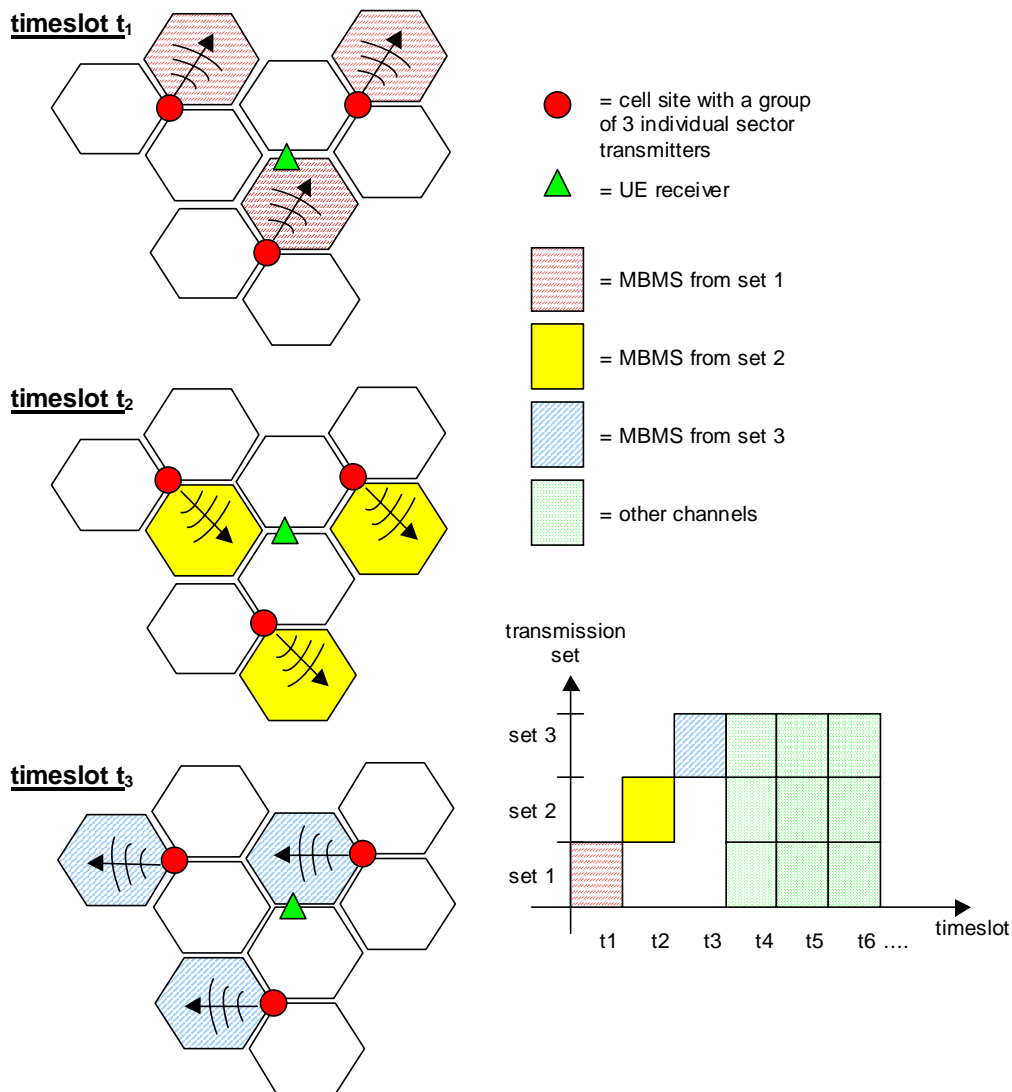 timeslot t1
= cell site with a group
of 3 individual sector
transmitters
= UE receiver
= MBMS from set 1
timeslot t2
= MBMS from set 2
= MBMS from set 3
= other channels
transmission
set
timeslot t3
set 3
set 2
set 1
timeslot
t1 t2 t3 t4 t5 t6 ....